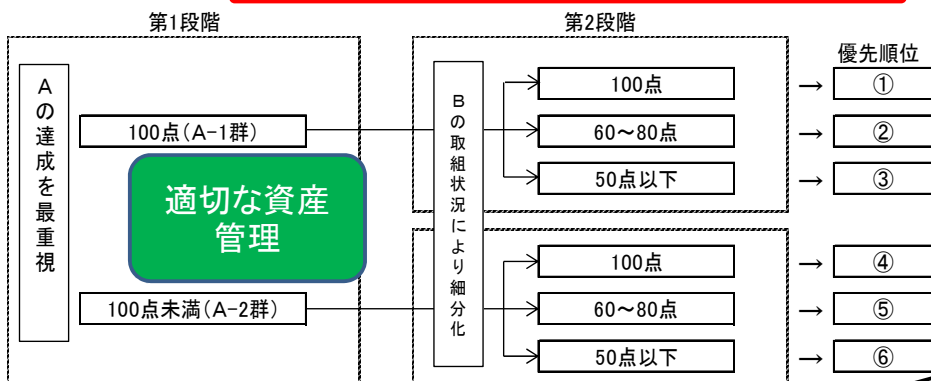 第1段階
第2段階
優先順位
Aの達成を最重視
100点(A-1群)
適切な資産
管理
100点未満(A-2群)
Bの取組状況により細分化
100点
→
①
60～80点
→
②
50点以下
→
③
100点
→
④
60～80点
→
⑤
50点以下
→
⑥